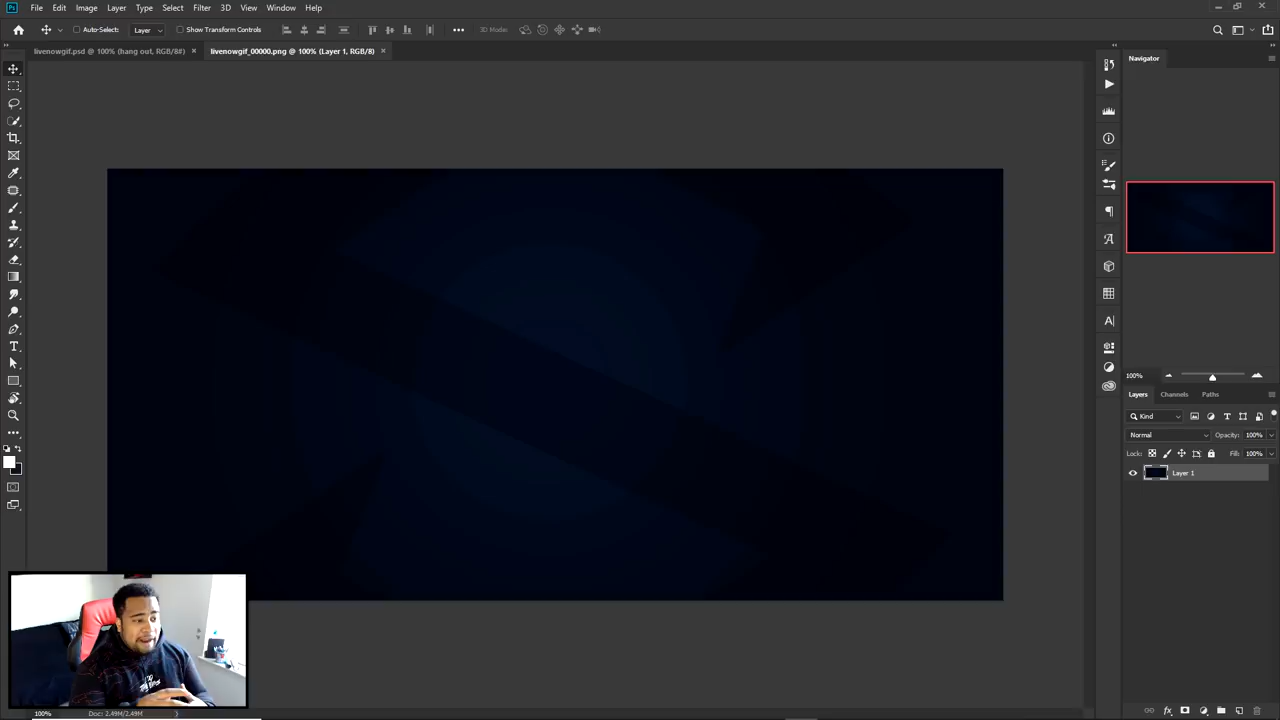 Ps File Edit Image Layer Type Select Filter 3D View Window Help
Auto-Select: Layer Show Transform Controls 3D Mode:
livenowgif.psd @ 100% (hang out, RGB/8#) × livenowgif_00000.png @ 100% (Layer 1, RGB/8) ×
Navigator
100%
Layers Channels Paths
Kind
Normal Opacity: 100%
Lock: Fill: 100%
Layer 1
100% Doc: 2.49M/2.49M